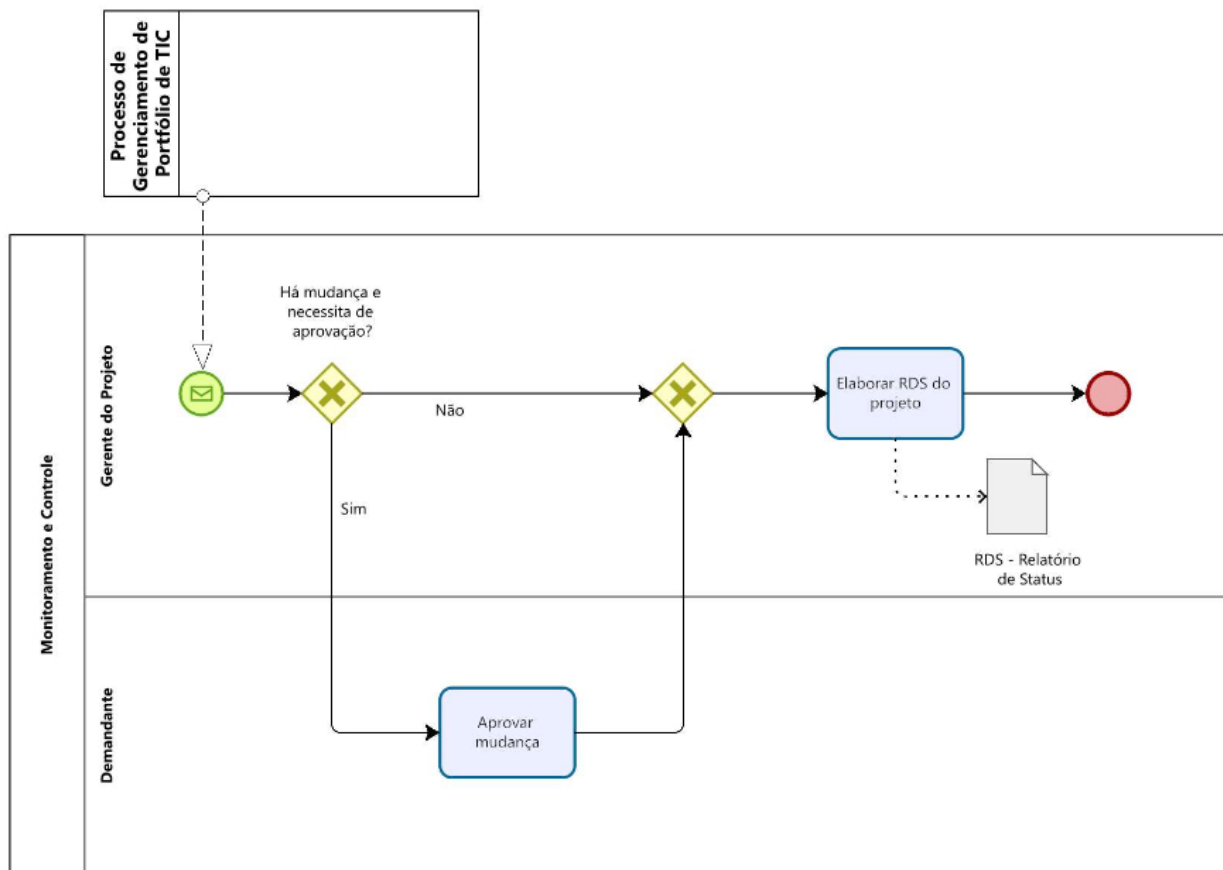 Processo de
Gerenciamento de
Portfólio de TIC
Monitoramento e Controle
Gerente do Projeto
Há mudança e
necessita de
aprovação?
Não
Sim
Elaborar RDS do
projeto
RDS - Relatório
de Status
Demandante
Aprovar
mudança